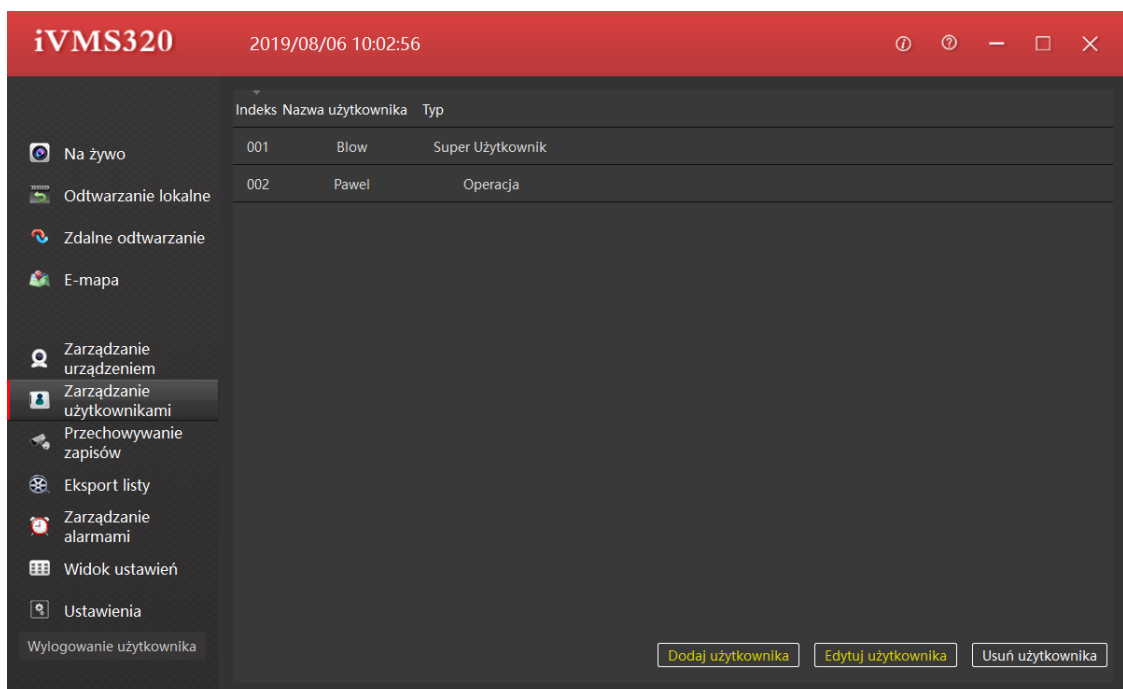 iVMS320
2019/08/06 10:02:56
Indeks Nazwa użytkownika Typ
001 Blow Super Użytkownik
002 Pawel Operacja
Na żywo
Odtwarzanie lokalne
Zdalne odtwarzanie
E-mapa
Zarządzanie
urządzeniem
Zarządzanie
użytkownikami
Przechowywanie
zapisów
Eksport listy
Zarządzanie
alarmami
Widok ustawień
Ustawienia
Wylogowanie użytkownika
Dodaj użytkownika
Edytuj użytkownika
Usuń użytkownika